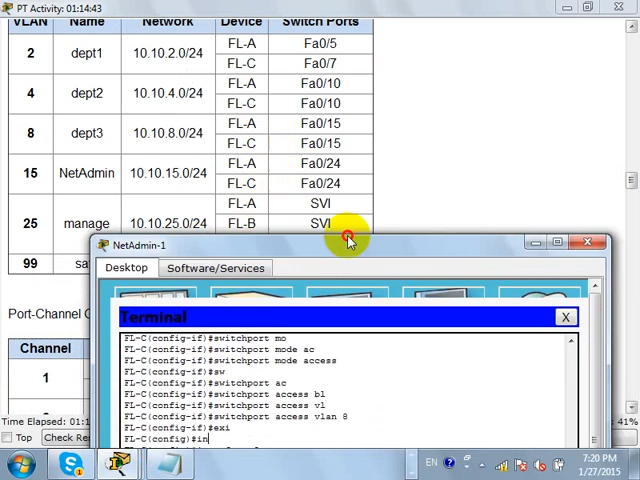 PT Activity: 01:14:43
VLAN Name Network Device Switch Ports
2 dept1 10.10.2.0/24 FL-A Fa0/5
FL-C Fa0/7
4 dept2 10.10.4.0/24 FL-A Fa0/10
FL-C Fa0/10
8 dept3 10.10.8.0/24 FL-A Fa0/15
FL-C Fa0/15
15 NetAdmin 10.10.15.0/24 FL-A Fa0/24
FL-C Fa0/24
25 manage 10.10.25.0/24 FL-A SVI
FL-B SVI
99 sa
Port-Channel
Channel
1
NetAdmin-1
Desktop Software/Services
Terminal
X
FL-C(config-if)#switchport mo
FL-C(config-if)#switchport mode ac
FL-C(config-if)#switchport mode access
FL-C(config-if)#sw
FL-C(config-if)#switchport ac
FL-C(config-if)#switchport access bl
FL-C(config-if)#switchport access vl
FL-C(config-if)#switchport access vlan 8
FL-C(config-if)#exi
FL-C(config)#in
Time Elapsed: 01:1
41%
Top Check Re
EN
7:20 PM
1/27/2015